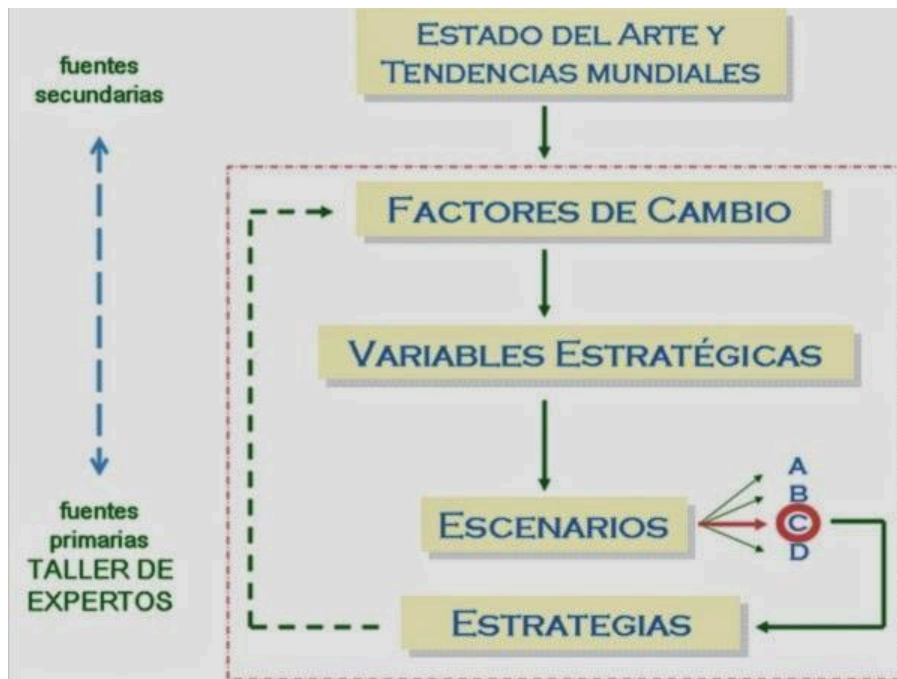 ESTADO DEL ARTE Y
TENDENCIAS MUNDIALES
fuentes
secundarias
FACTORES DE CAMBIO
VARIABLES ESTRATÉGICAS
ESCENARIOS
A
B
C
D
fuentes
primarias
TALLER DE
EXPERTOS
ESTRATEGIAS